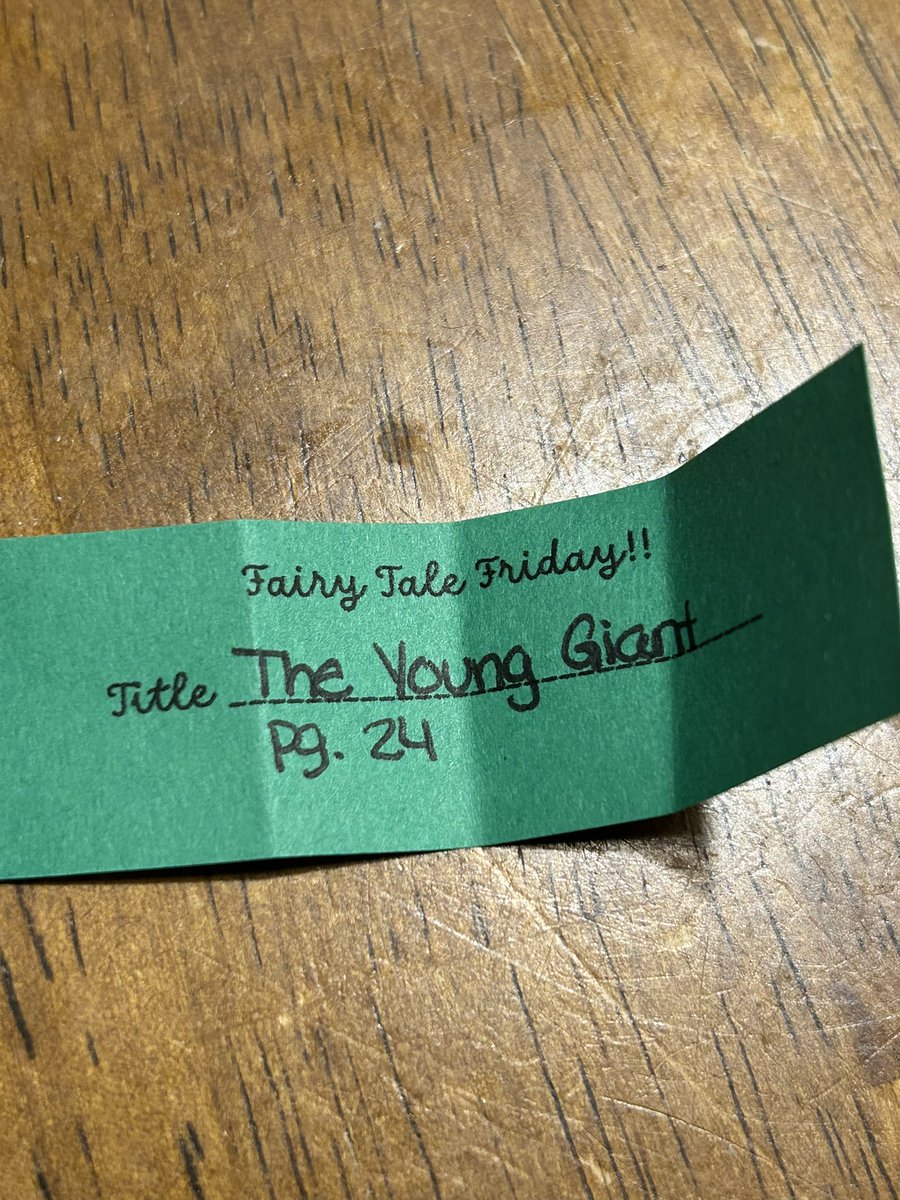 Fairy Tale Friday!!
Title The Young Giant
pg. 24